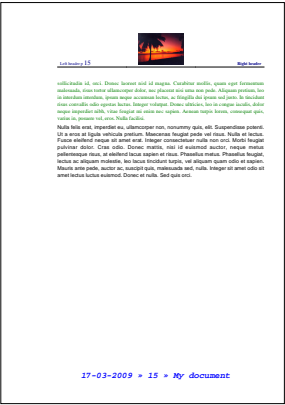 Left header p 15 Right header
sollicitudin id, orci. Donec laoreet nisl id magna. Curabitur mollis, quam eget fermentum
malesuada, risus tortor ullamcorper dolor, nec placerat nisi urna non pede. Aliquam pretium, leo
in interdum interdum, ipsum neque accumsan lectus, ac fringilla dui ipsum sed justo. In tincidunt
risus convallis odio egestas luctus. Integer volutpat. Donec ultricies, leo in congue iaculis, dolor
neque imperdiet nibh, vitae feugiat mi enim nec sapien. Aenean turpis lorem, consequat quis,
varius in, posuere vel, eros. Nulla facilisi.
Nulla felis erat, imperdiet eu, ullamcorper non, nonummy quis, elit. Suspendisse potenti.
Ut a eros at ligula vehicula pretium. Maecenas feugiat pede vel risus. Nulla et lectus.
Fusce eleifend neque sit amet erat. Integer consectetuer nulla non orci. Morbi feugiat
pulvinar dolor. Cras odio. Donec mattis, nisi id euismod auctor, neque metus
pellentesque risus, at eleifend lacus sapien et risus. Phasellus metus. Phasellus feugiat,
lectus ac aliquam molestie, leo lacus tincidunt turpis, vel aliquam quam odio et sapien.
Mauris ante pede, auctor ac, suscipit quis, malesuada sed, nulla. Integer sit amet odio sit
amet lectus luctus euismod. Donec et nulla. Sed quis orci.
17-03-2009 » 15 » My document